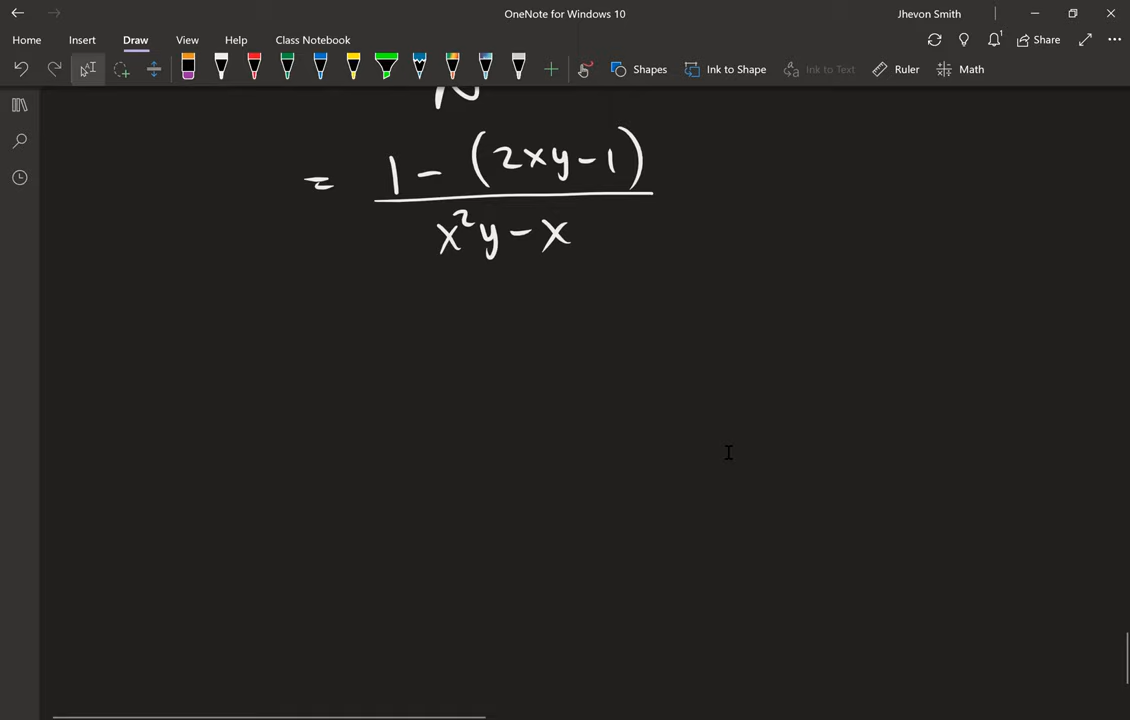 OneNote for Windows 10
Jhevon Smith
Home Insert Draw View Help Class Notebook
1 Share
Shapes Ink to Shape Ink to Text Ruler Math
N
= 1 - (2xy - 1)
x²y - x